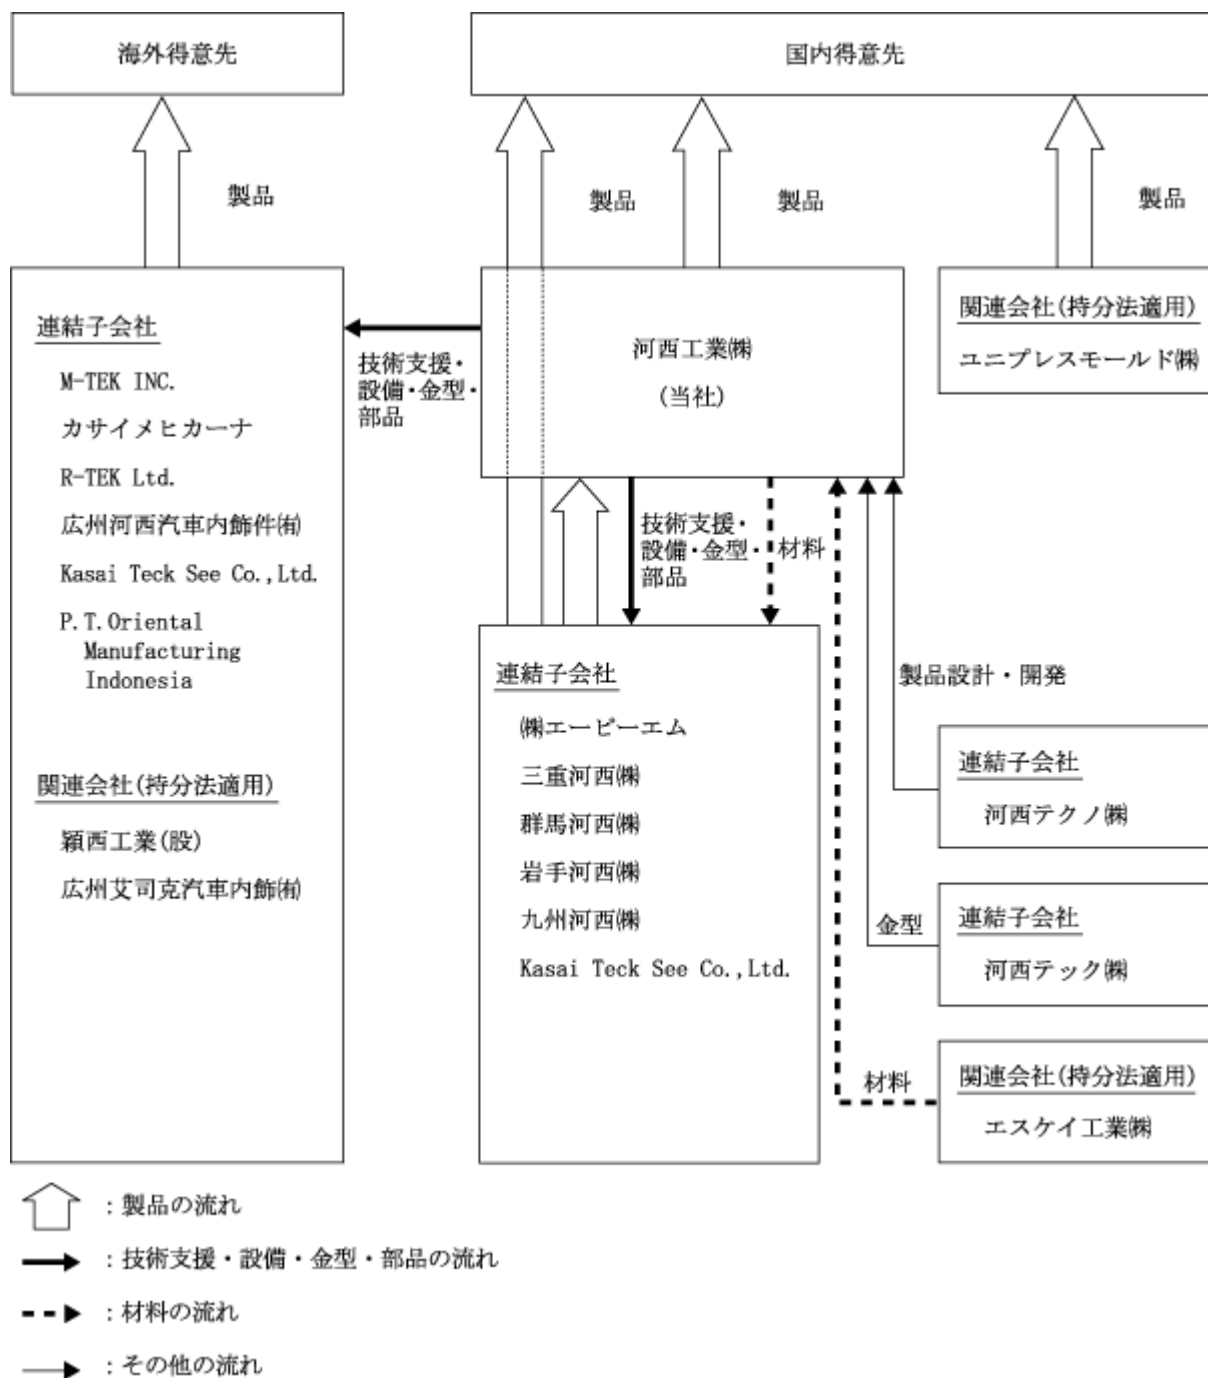 海外得意先
国内得意先
製品
製品
製品
製品
連結子会社
M-TEK INC.
カサイメヒカーナ
R-TEK Ltd.
広州河西汽車内飾件㈲
Kasai Teck See Co.,Ltd.
P.T.Oriental
Manufacturing
Indonesia
関連会社(持分法適用)
穎西工業(股)
広州艾司克汽車内飾㈲
技術支援・
設備・金型・
部品
河西工業㈱
(当社)
関連会社(持分法適用)
ユニプレスモールド㈱
技術支援・
設備・金型・
部品
材料
連結子会社
㈱エーピーエム
三重河西㈱
群馬河西㈱
岩手河西㈱
九州河西㈱
Kasai Teck See Co.,Ltd.
製品設計・開発
連結子会社
河西テクノ㈱
金型
連結子会社
河西テック㈱
材料
関連会社(持分法適用)
エスケイ工業㈱
：製品の流れ
：技術支援・設備・金型・部品の流れ
：材料の流れ
：その他の流れ